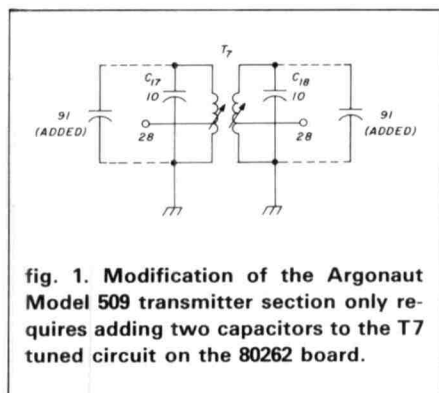 T7
C17
10
C18
10
91
(ADDED)
28
28
91
(ADDED)
fig. 1. Modification of the Argonaut
Model 509 transmitter section only re-
quires adding two capacitors to the T7
tuned circuit on the 80262 board.